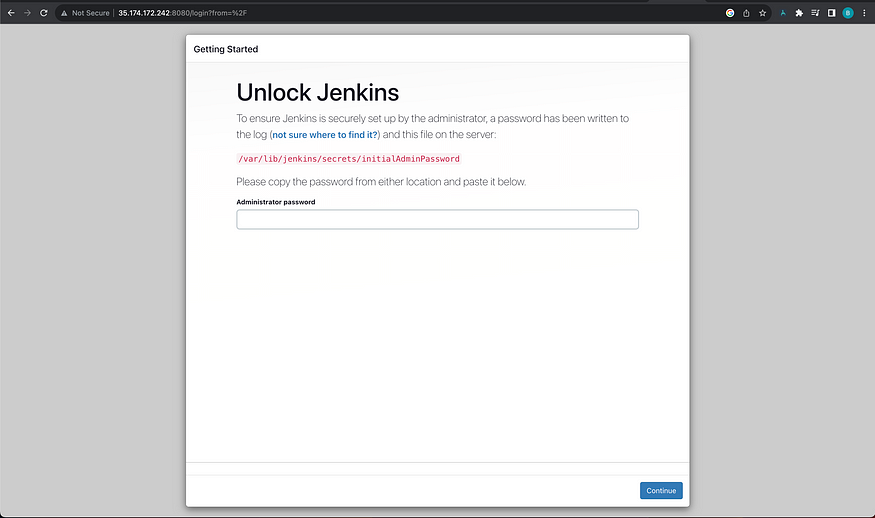 Not Secure 35.174.172.242:8080/login?from=%2F
Getting Started
Unlock Jenkins
To ensure Jenkins is securely set up by the administrator, a password has been written to
the log (not sure where to find it?) and this file on the server:
/var/lib/jenkins/secrets/initialAdminPassword
Please copy the password from either location and paste it below.
Administrator password
Continue